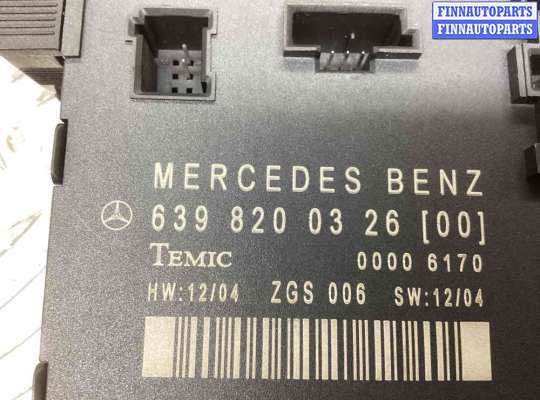 FINNAUTOPARTS
FINNAUTOPARTS
MERCEDES BENZ
639 820 03 26 [00]
TEMIC 0000 6170
HW:12/04 ZGS 006 SW:12/04